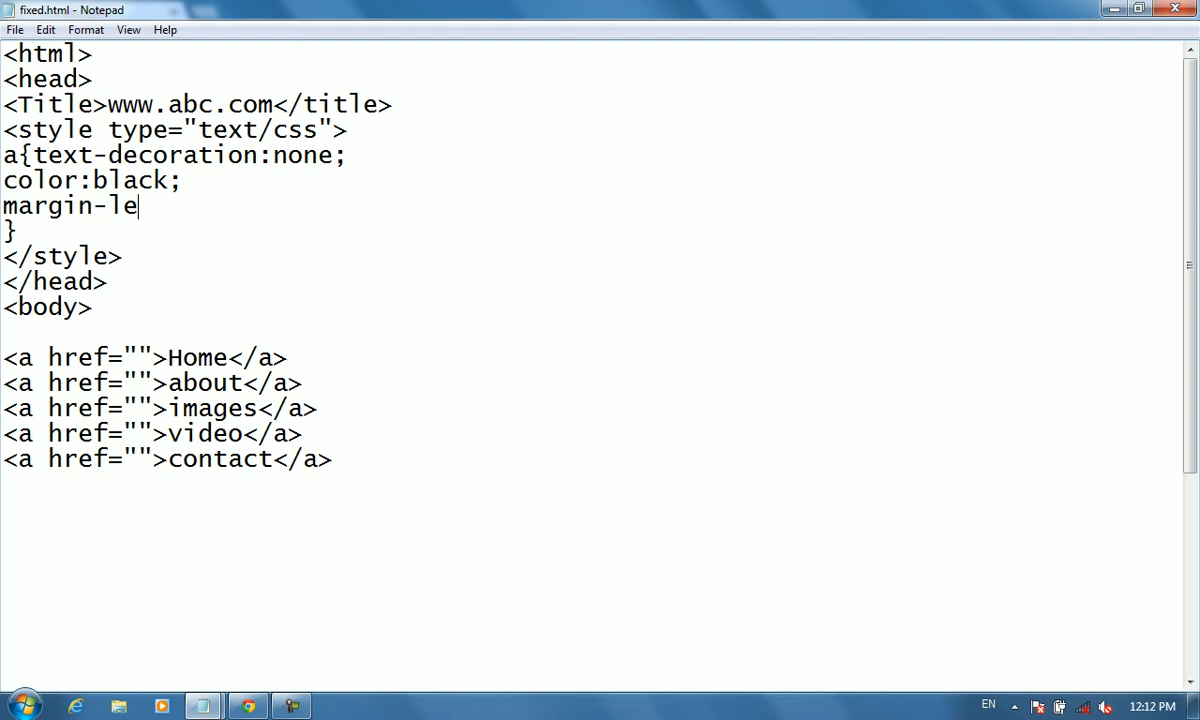 fixed.html - Notepad
File Edit Format View Help
<html>
<head>
<Title>www.abc.com</title>
<style type="text/css">
a{text-decoration:none;
color:black;
margin-le
}
</style>
</head>
<body>
<a href="">Home</a>
<a href="">about</a>
<a href="">images</a>
<a href="">video</a>
<a href="">contact</a>
EN 12:12 PM